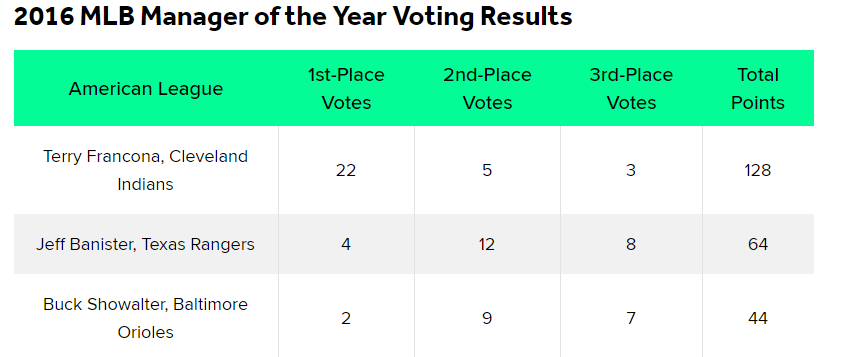 2016 MLB Manager of the Year Voting Results
American League 1st-Place Votes 2nd-Place Votes 3rd-Place Votes Total Points
Terry Francona, Cleveland Indians 22 5 3 128
Jeff Banister, Texas Rangers 4 12 8 64
Buck Showalter, Baltimore Orioles 2 9 7 44